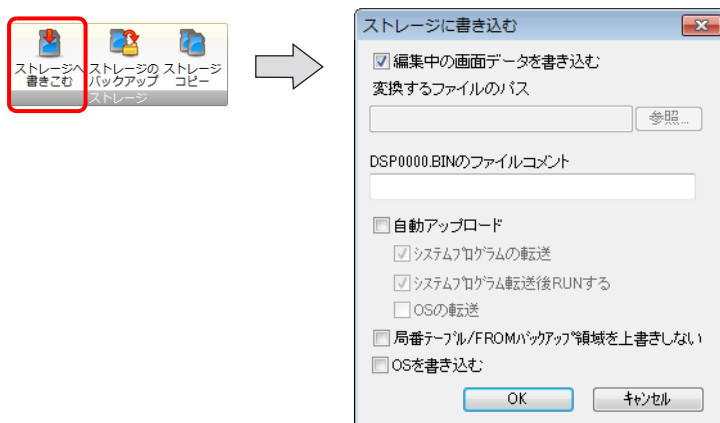 ストレージへ書きこむ
ストレージのバックアップ
ストレージコピー
ストレージ
ストレージに書き込む
編集中の画面データを書き込む
変換するファイルのパス
参照...
DSP0000.BINのファイルコメント
自動アップロード
システムプログラムの転送
システムプログラム転送後RUNする
OSの転送
局番テーブル/FROMバックアップ領域を上書きしない
OSを書き込む
OK
キャンセル